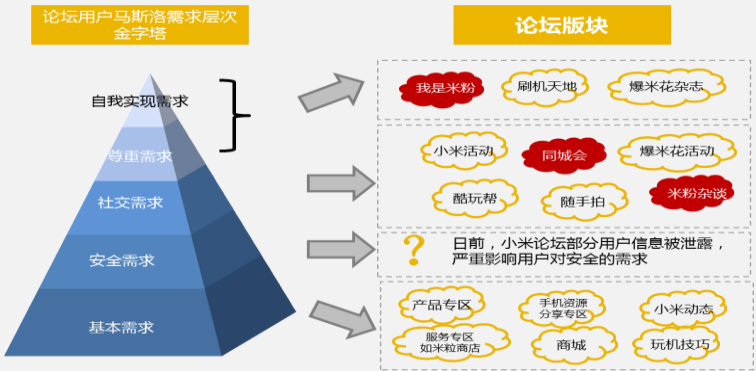 论坛用户马斯洛需求层次
金字塔
自我实现需求
尊重需求
社交需求
安全需求
基本需求
论坛版块
我是米粉
刷机天地
爆米花杂志
小米活动
同城会
爆米花活动
酷玩帮
随手拍
米粉杂谈
?
日前，小米论坛部分用户信息被泄露，
严重影响用户对安全的需求
产品专区
手机资源
分享专区
小米动态
服务专区
如米粒商店
商城
玩机技巧